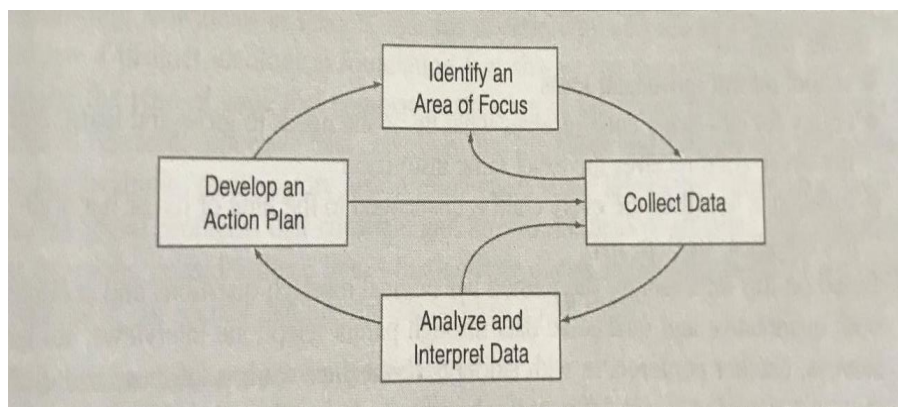 Identify an
Area of Focus
Develop an
Action Plan
Collect Data
Analyze and
Interpret Data